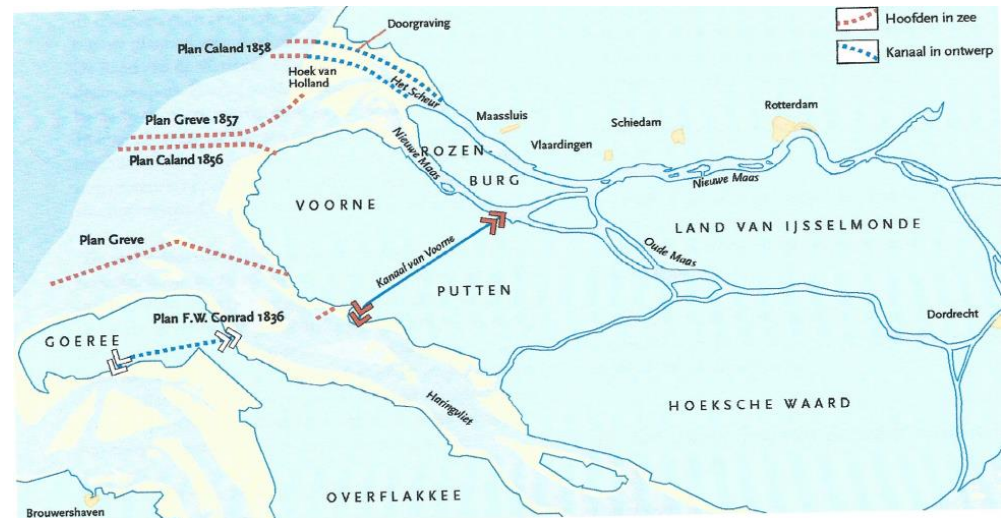 Doorgraving
Plan Caland 1858
Hoek van
Holland
Het Scheur
Plan Greve 1857
Plan Caland 1856
Maassluis
Vlaardingen
Schiedam
Rotterdam
Hoofden in zee
Kanaal in ontwerp
ROZEN-
BURG
Nieuwe Maas
Nieuwe Maas
VOORNE
LAND VAN IJSSELMONDE
Plan Greve
Kanaal van Voorne
Oude Maas
PUTTEN
Plan F.W. Conrad 1836
GOEREE
Dordrecht
Haringvliet
HOEKSCHE WAARD
Brouwershaven
OVERFLAKKEE